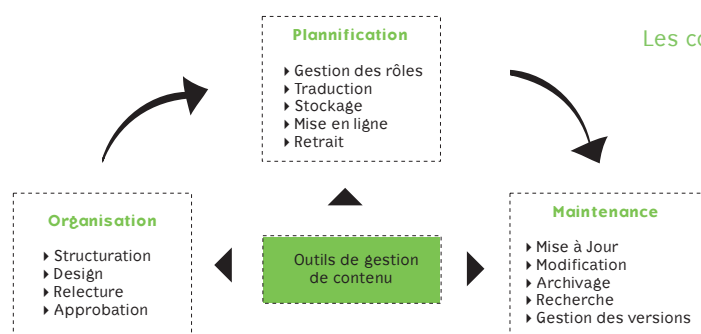 Les co
Plannification
Gestion des rôles
Traduction
Stockage
Mise en ligne
Retrait
Organisation
Structuration
Design
Relecture
Approbation
Outils de gestion
de contenu
Maintenance
Mise à Jour
Modification
Archivage
Recherche
Gestion des versions